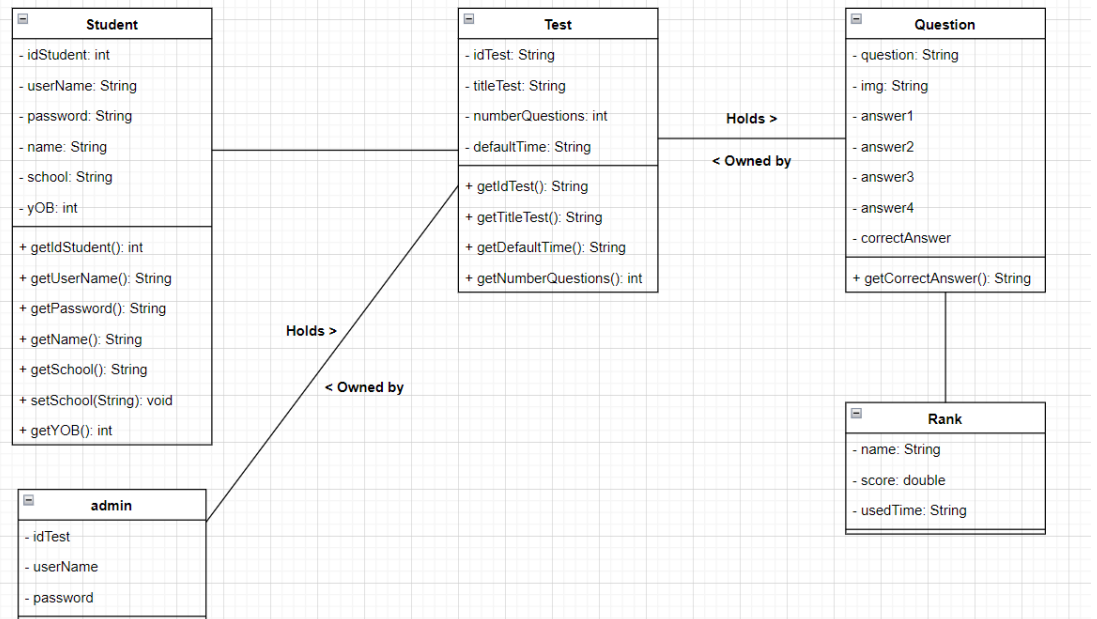 Student
- idStudent: int
- userName: String
- password: String
- name: String
- school: String
- yOB: int
+ getIdStudent(): int
+ getUserName(): String
+ getPassword(): String
+ getName(): String
+ getSchool(): String
+ setSchool(String): void
+ getYOB(): int
Test
- idTest: String
- titleTest: String
- numberQuestions: int
- defaultTime: String
+ getIdTest(): String
+ getTitleTest(): String
+ getDefaultTime(): String
+ getNumberQuestions(): int
Holds >
< Owned by
Question
- question: String
- img: String
- answer1
- answer2
- answer3
- answer4
- correctAnswer
+ getCorrectAnswer(): String
Holds >
< Owned by
Rank
- name: String
- score: double
- usedTime: String
admin
- idTest
- userName
- password